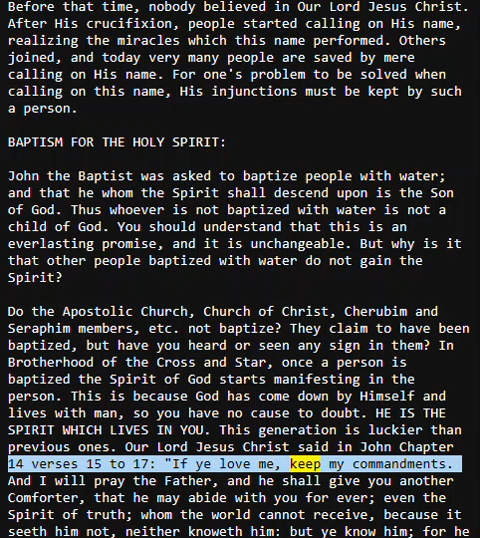 Before that time, nobody believed in Our Lord Jesus Christ.
After His crucifixion, people started calling on His name,
realizing the miracles which this name performed. Others
joined, and today very many people are saved by mere
calling on His name. For one's problem to be solved when
calling on this name, His injunctions must be kept by such
a person.
BAPTISM FOR THE HOLY SPIRIT:
John the Baptist was asked to baptize people with water;
and that he whom the Spirit shall descend upon is the Son
of God. Thus whoever is not baptized with water is not a
child of God. You should understand that this is an
everlasting promise, and it is unchangeable. But why is it
that other people baptized with water do not gain the
Spirit?
Do the Apostolic Church, Church of Christ, Cherubim and
Seraphim members, etc. not baptize? They claim to have been
baptized, but have you heard or seen any sign in them? In
Brotherhood of the Cross and Star, once a person is
baptized the Spirit of God starts manifesting in the
person. This is because God has come down by Himself and
lives with man, so you have no cause to doubt. HE IS THE
SPIRIT WHICH LIVES IN YOU. This generation is luckier than
previous ones. Our Lord Jesus Christ said in John Chapter
14 verses 15 to 17: "If ye love me, keep my commandments.
And I will pray the Father, and he shall give you another
Comforter, that he may abide with you for ever; even the
Spirit of truth; whom the world cannot receive, because it
seeth him not, neither knoweth him: but ye know him; for he